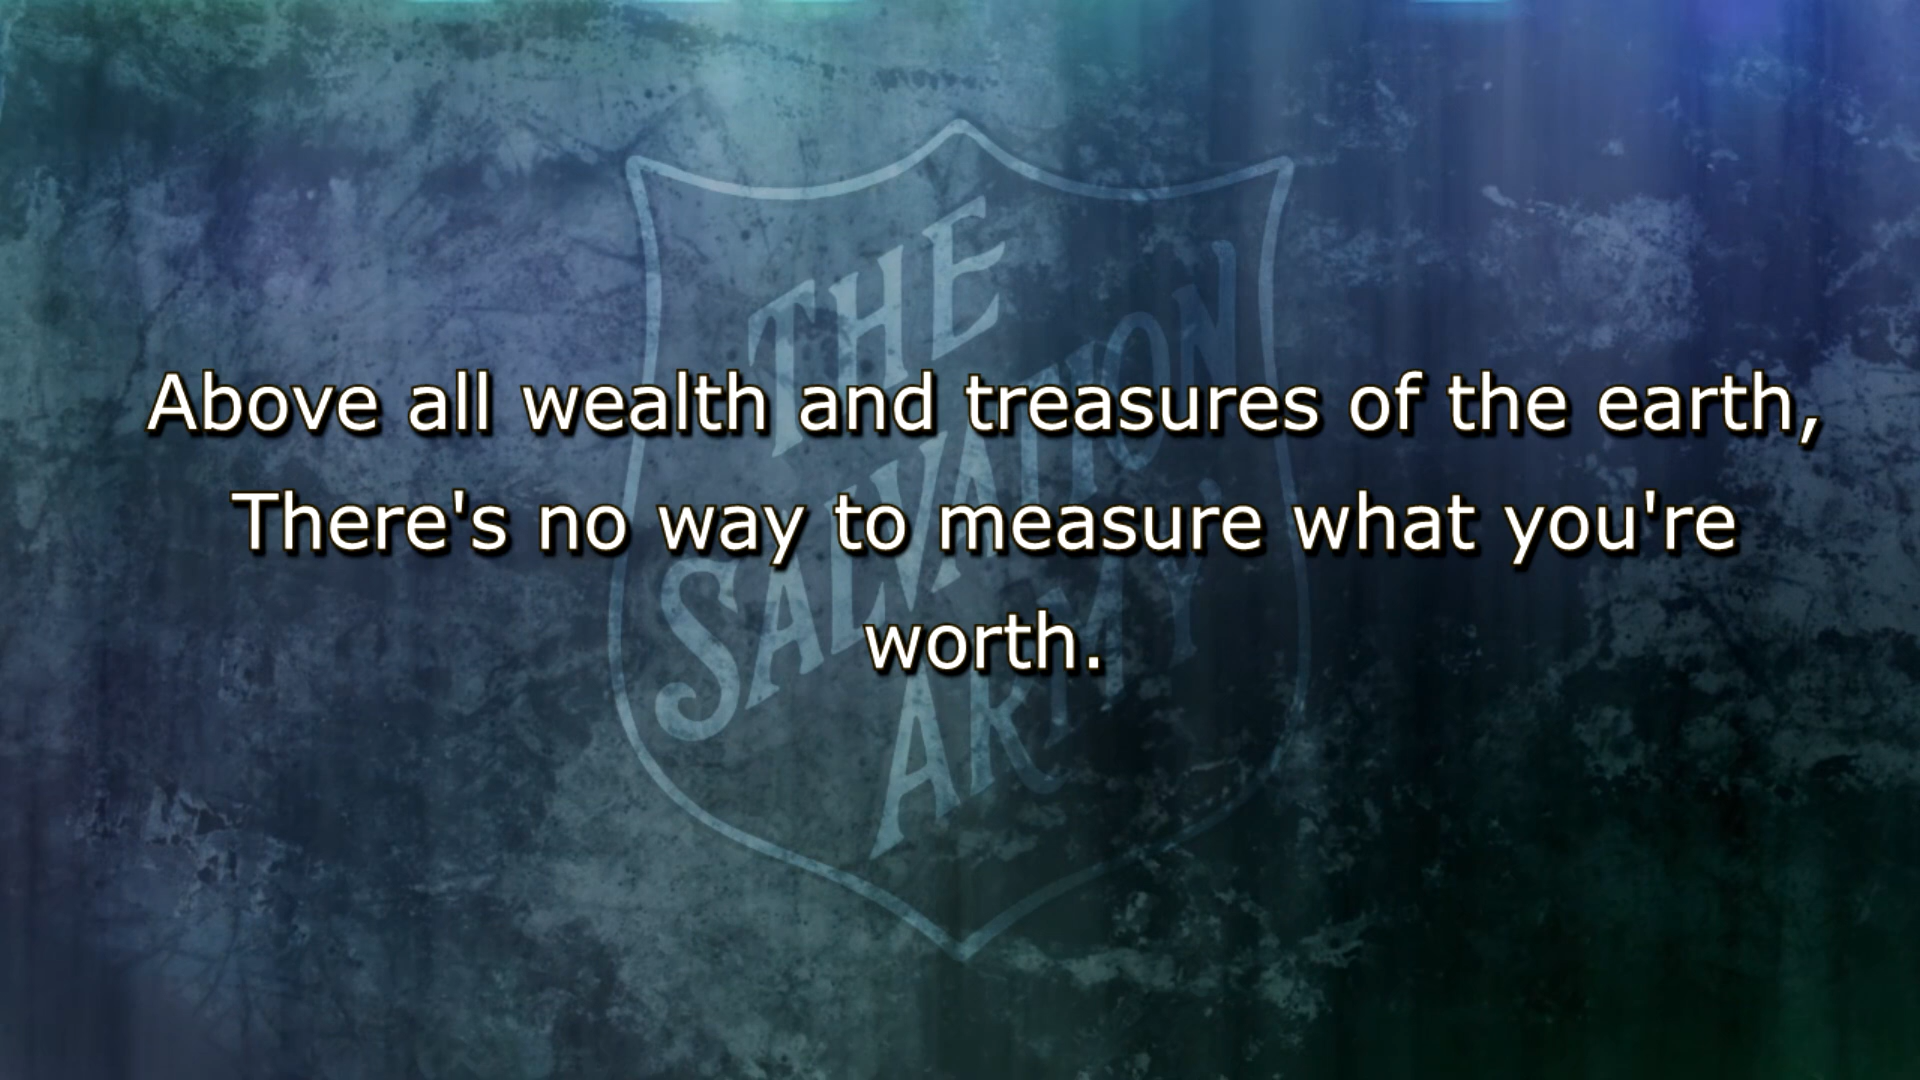 Above all wealth and treasures of the earth,
There's no way to measure what you're
worth.
THE
SALVATION
ARMY